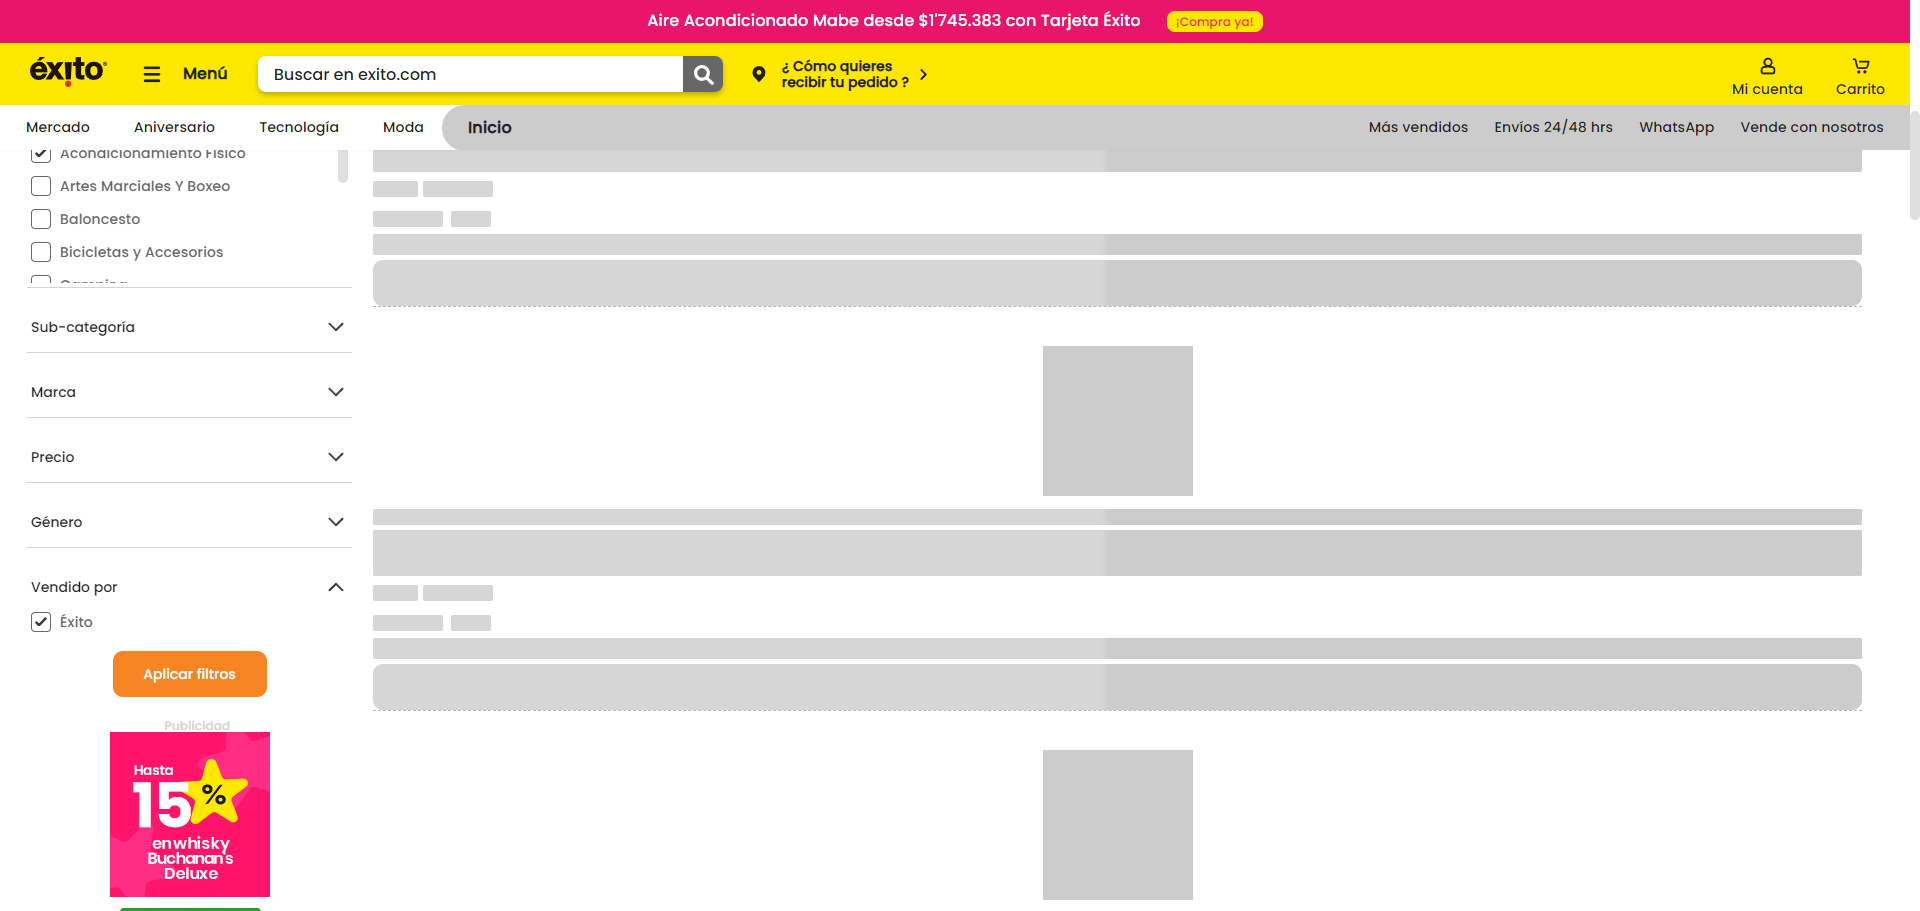 Aire Acondicionado Mabe desde $1'745.383 con Tarjeta Éxito
¡Compra ya!
éxito
Menú
Buscar en exito.com
¿ Cómo quieres
recibir tu pedido ?
Mi cuenta
Carrito
Mercado
Aniversario
Tecnología
Moda
Inicio
Más vendidos
Envíos 24/48 hrs
WhatsApp
Vende con nosotros
Acondicionamiento Físico
Artes Marciales Y Boxeo
Baloncesto
Bicicletas y Accesorios
Camping
Sub-categoría
Marca
Precio
Género
Vendido por
Éxito
Aplicar filtros
Publicidad
Hasta
15%
en whisky
Buchanan's
Deluxe